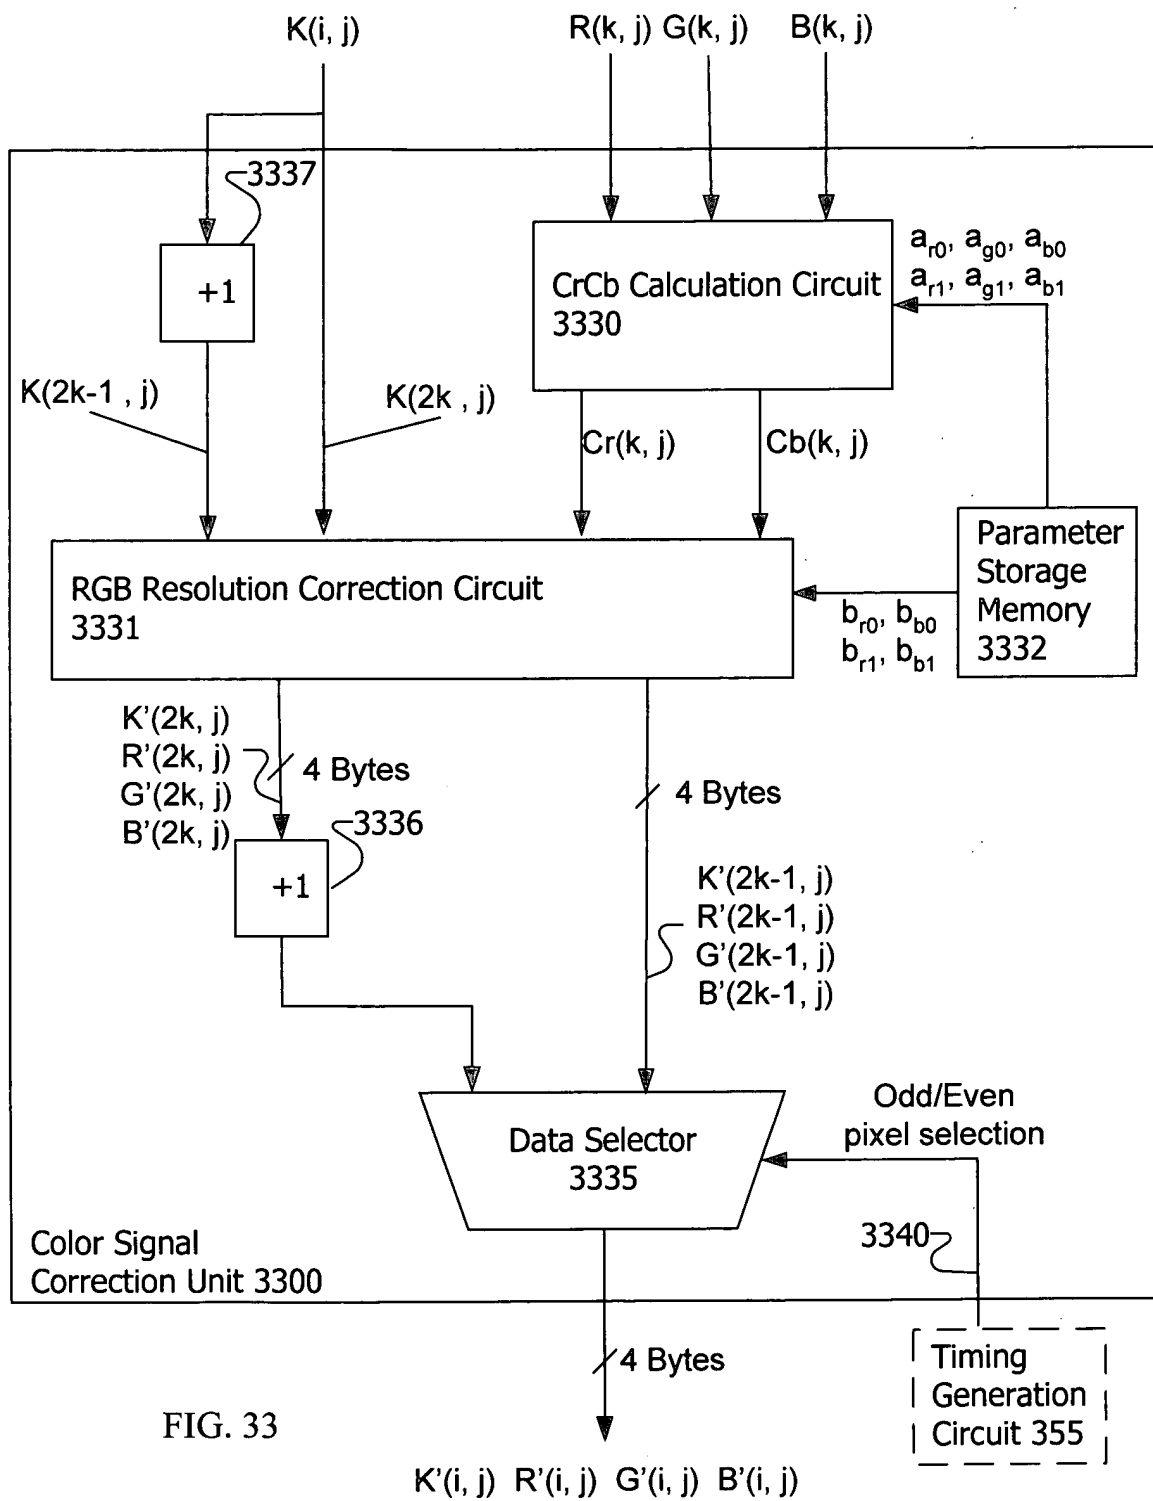 K(i, j)
R(k, j) G(k, j) B(k, j)
3337
+1
CrCb Calculation Circuit
3330
a_r0, a_g0, a_b0
a_r1, a_g1, a_b1
K(2k-1 , j)
K(2k , j)
Cr(k, j)
Cb(k, j)
RGB Resolution Correction Circuit
3331
b_r0, b_b0
b_r1, b_b1
Parameter
Storage
Memory
3332
K'(2k, j)
R'(2k, j)
G'(2k, j)
B'(2k, j)
4 Bytes
4 Bytes
3336
+1
K'(2k-1, j)
R'(2k-1, j)
G'(2k-1, j)
B'(2k-1, j)
Data Selector
3335
Odd/Even
pixel selection
3340
Color Signal
Correction Unit 3300
4 Bytes
Timing
Generation
Circuit 355
FIG. 33
K'(i, j) R'(i, j) G'(i, j) B'(i, j)